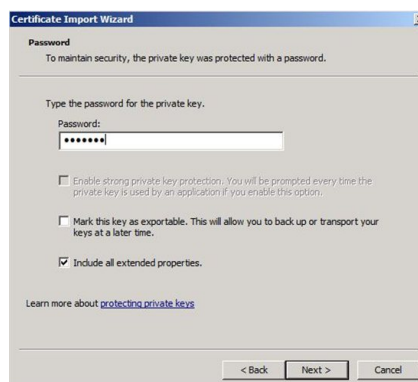 Certificate Import Wizard
Password
To maintain security, the private key was protected with a password.
Type the password for the private key.
Password:
•••••••
Enable strong private key protection. You will be prompted every time the
private key is used by an application if you enable this option.
Mark this key as exportable. This will allow you to back up or transport your
keys at a later time.
Include all extended properties.
Learn more about protecting private keys
< Back Next > Cancel